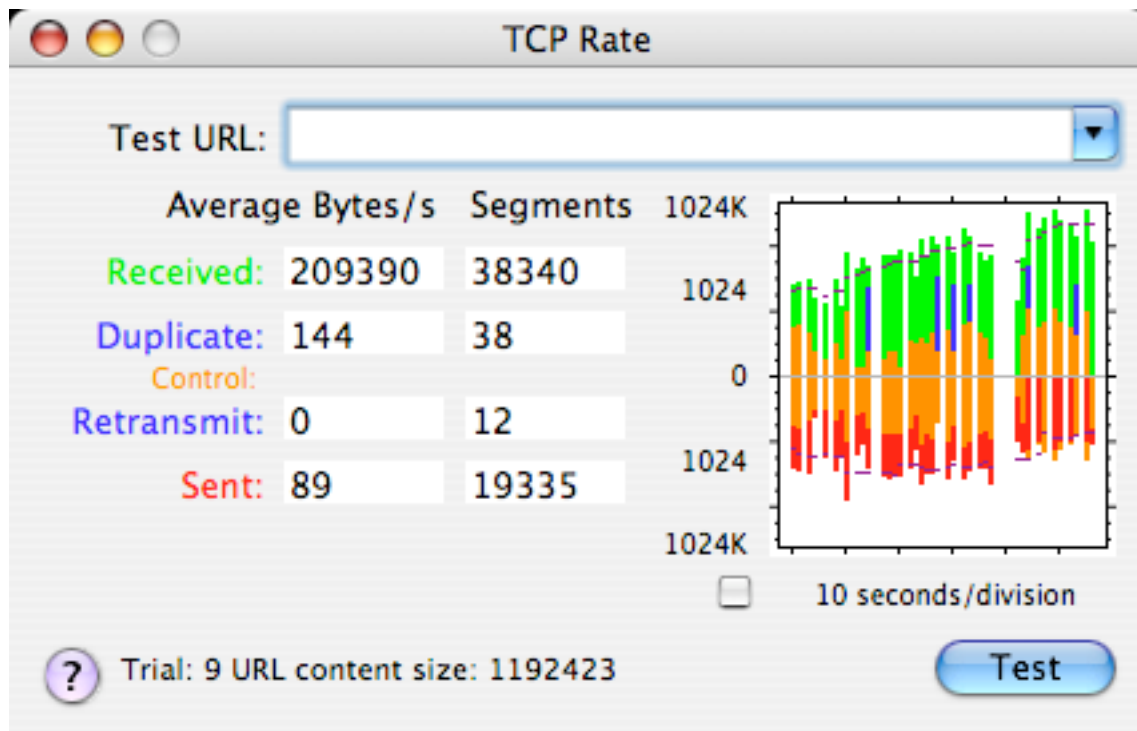 TCP Rate
Test URL:
Average Bytes/s Segments
Received: 209390 38340
Duplicate: 144 38
Control:
Retransmit: 0 12
Sent: 89 19335
1024K
1024
0
1024
1024K
10 seconds/division
? Trial: 9 URL content size: 1192423
Test